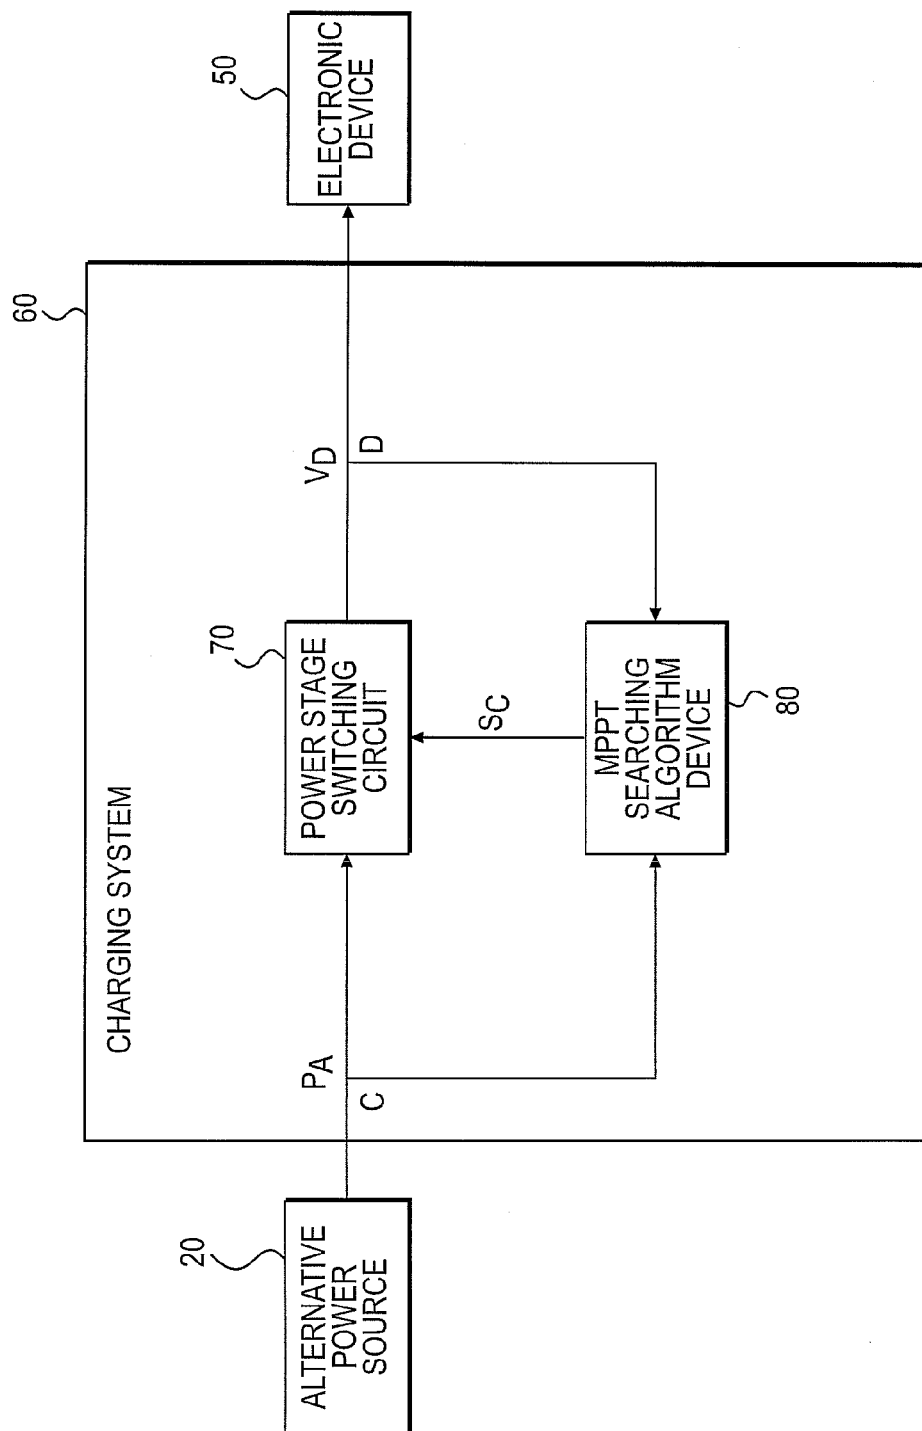 CHARGING SYSTEM
60
20
ALTERNATIVE
POWER
SOURCE
PA
C
70
POWER STAGE
SWITCHING
CIRCUIT
SC
MPPT
SEARCHING
ALGORITHM
DEVICE
80
VD
D
50
ELECTRONIC
DEVICE